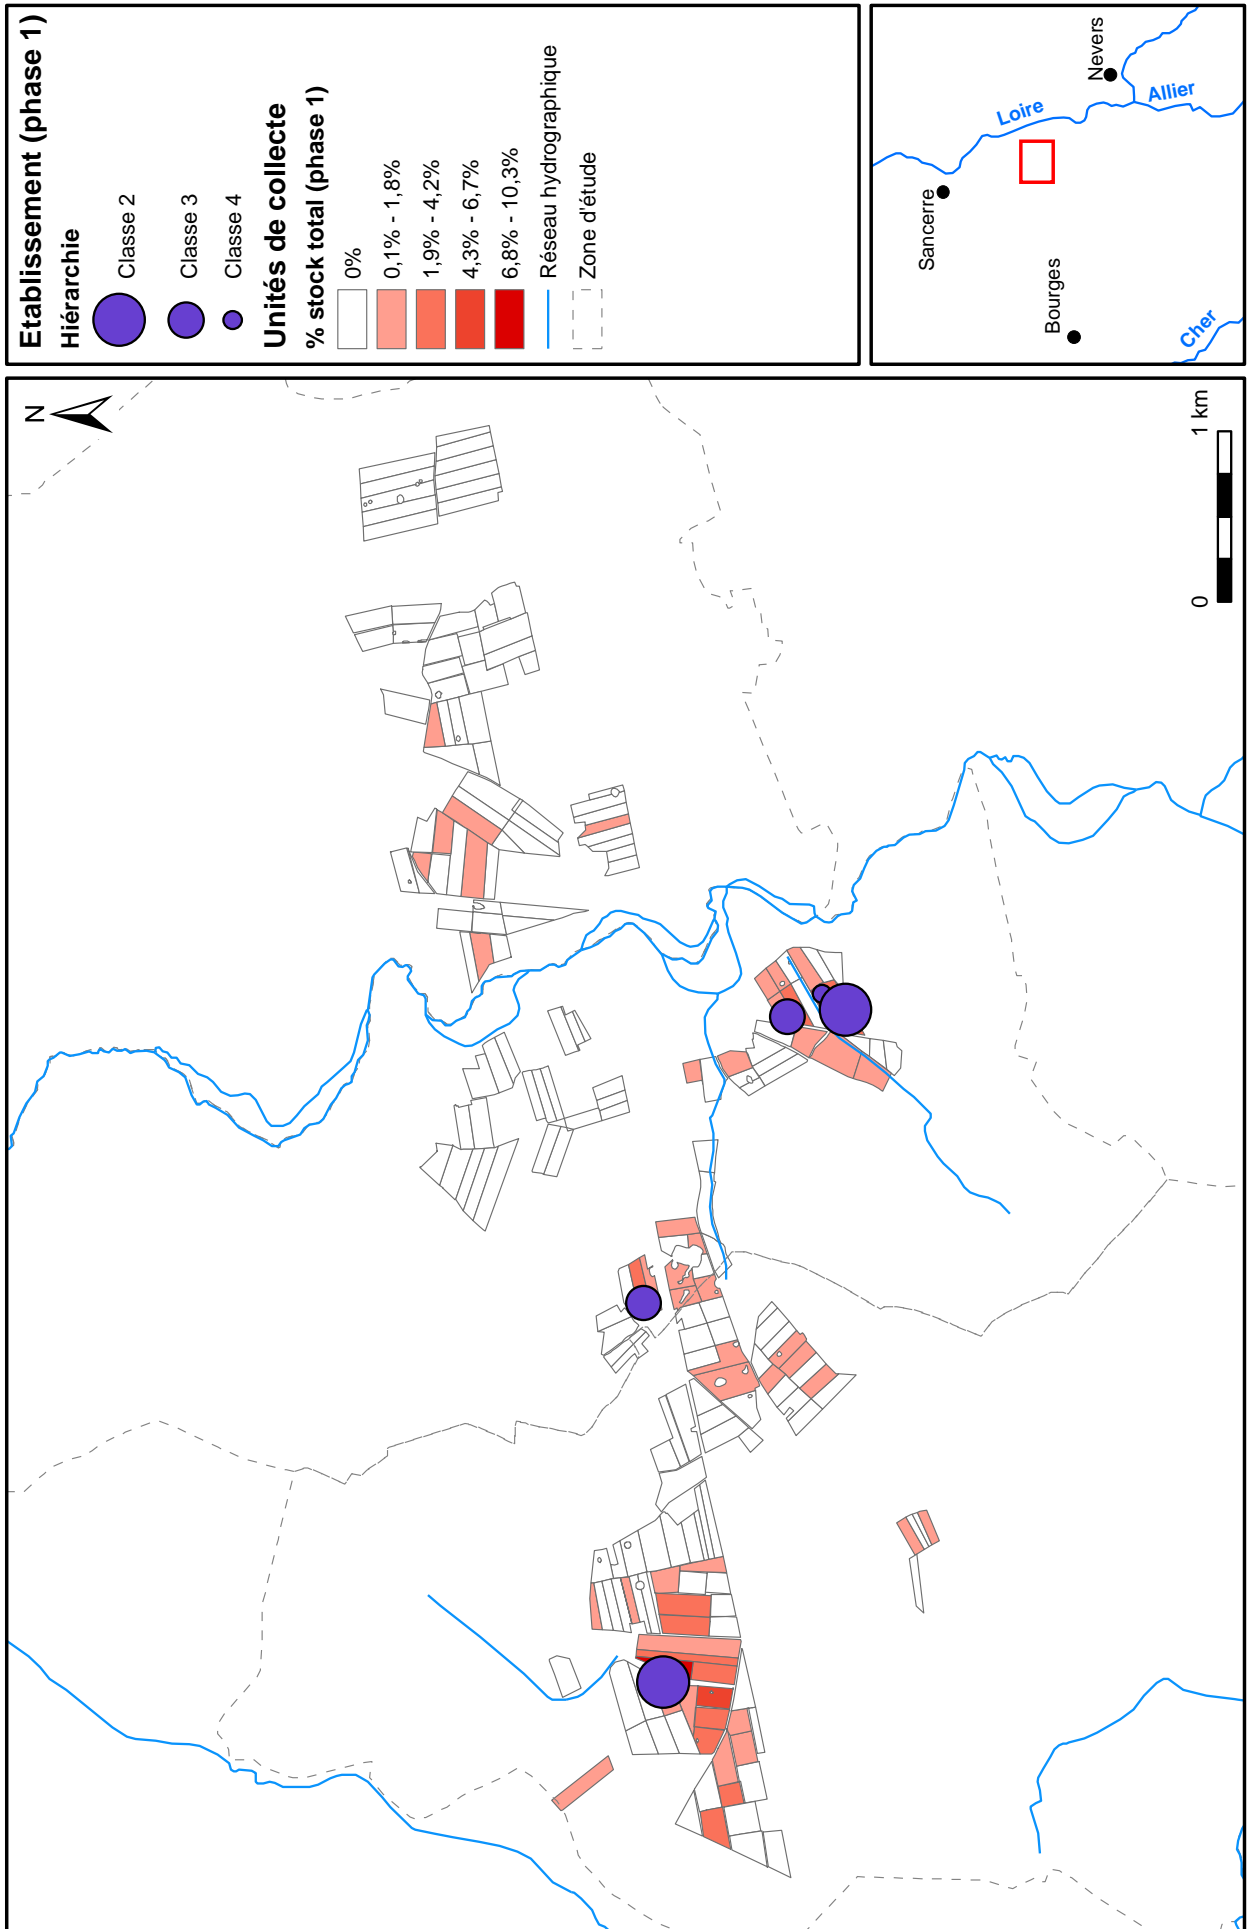 Etablissement (phase 1)
Hiérarchie
Classe 2
Classe 3
Classe 4
Unités de collecte
% stock total (phase 1)
0%
0,1% - 1,8%
1,9% - 4,2%
4,3% - 6,7%
6,8% - 10,3%
Réseau hydrographique
Zone d'étude
Sancerre
Bourges
Nevers
Loire
Allier
Cher
N
0
1 km